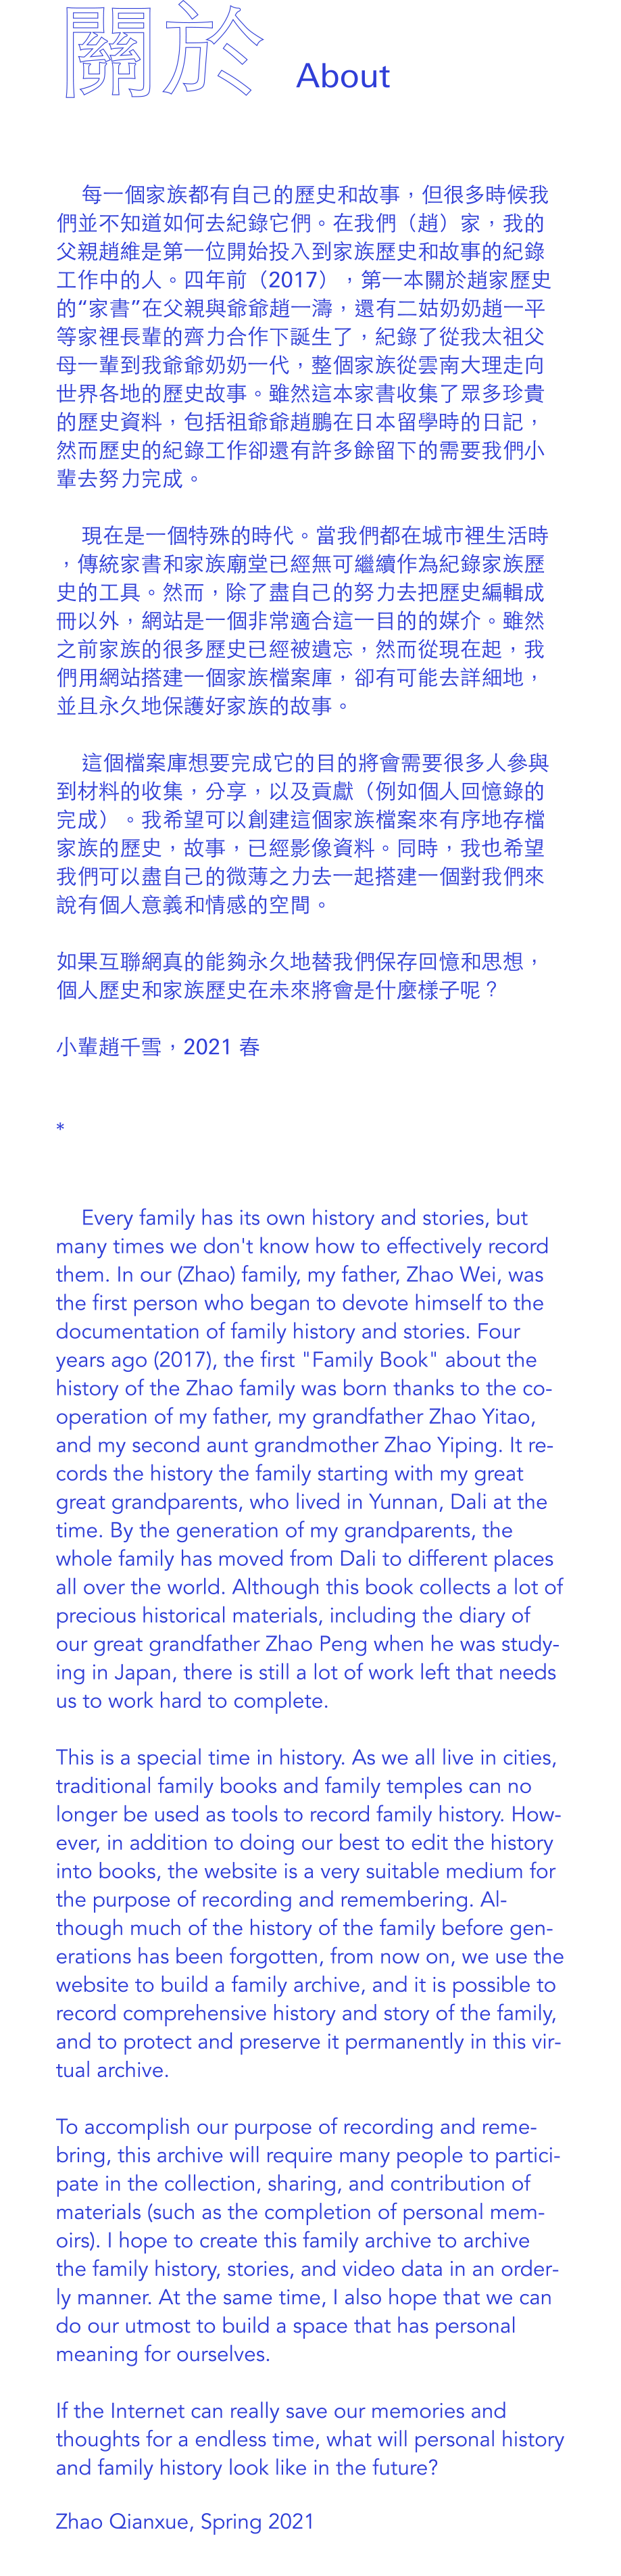 關於 About
每一個家族都有自己的歷史和故事，但很多時候我
們並不知道如何去紀錄它們。在我們（趙）家，我的
父親趙維是第一位開始投入到家族歷史和故事的紀錄
工作中的人。四年前（2017），第一本關於趙家歷史
的“家書”在父親與爺爺趙一濤，還有二姑奶奶趙一平
等家裡長輩的齊力合作下誕生了，紀錄了從我太祖父
母一輩到我爺爺奶奶一代，整個家族從雲南大理走向
世界各地的歷史故事。雖然這本家書收集了眾多珍貴
的歷史資料，包括祖爺爺趙鵬在日本留學時的日記，
然而歷史的紀錄工作卻還有許多餘留下的需要我們小
輩去努力完成。
現在是一個特殊的時代。當我們都在城市裡生活時
，傳統家書和家族廟堂已經無可繼續作為紀錄家族歷
史的工具。然而，除了盡自己的努力去把歷史編輯成
冊以外，網站是一個非常適合這一目的的媒介。雖然
之前家族的很多歷史已經被遺忘，然而從現在起，我
們用網站搭建一個家族檔案庫，卻有可能去詳細地，
並且永久地保護好家族的故事。
這個檔案庫想要完成它的目的將會需要很多人參與
到材料的收集，分享，以及貢獻（例如個人回憶錄的
完成）。我希望可以創建這個家族檔案來有序地存檔
家族的歷史，故事，已經影像資料。同時，我也希望
我們可以盡自己的微薄之力去一起搭建一個對我們來
說有個人意義和情感的空間。
如果互聯網真的能夠永久地替我們保存回憶和思想，
個人歷史和家族歷史在未來將會是什麼樣子呢？
小輩趙千雪，2021 春
*
Every family has its own history and stories, but
many times we don't know how to effectively record
them. In our (Zhao) family, my father, Zhao Wei, was
the first person who began to devote himself to the
documentation of family history and stories. Four
years ago (2017), the first "Family Book" about the
history of the Zhao family was born thanks to the co-
operation of my father, my grandfather Zhao Yitao,
and my second aunt grandmother Zhao Yiping. It re-
cords the history the family starting with my great
great grandparents, who lived in Yunnan, Dali at the
time. By the generation of my grandparents, the
whole family has moved from Dali to different places
all over the world. Although this book collects a lot of
precious historical materials, including the diary of
our great grandfather Zhao Peng when he was study-
ing in Japan, there is still a lot of work left that needs
us to work hard to complete.
This is a special time in history. As we all live in cities,
traditional family books and family temples can no
longer be used as tools to record family history. How-
ever, in addition to doing our best to edit the history
into books, the website is a very suitable medium for
the purpose of recording and remembering. Al-
though much of the history of the family before gen-
erations has been forgotten, from now on, we use the
website to build a family archive, and it is possible to
record comprehensive history and story of the family,
and to protect and preserve it permanently in this vir-
tual archive.
To accomplish our purpose of recording and reme-
bring, this archive will require many people to partici-
pate in the collection, sharing, and contribution of
materials (such as the completion of personal mem-
oirs). I hope to create this family archive to archive
the family history, stories, and video data in an order-
ly manner. At the same time, I also hope that we can
do our utmost to build a space that has personal
meaning for ourselves.
If the Internet can really save our memories and
thoughts for a endless time, what will personal history
and family history look like in the future?
Zhao Qianxue, Spring 2021